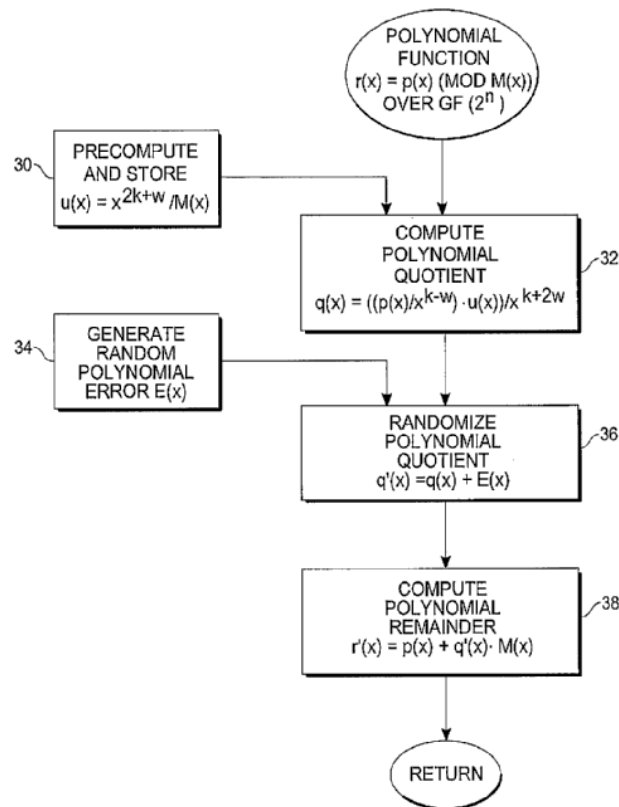 POLYNOMIAL
FUNCTION
r(x) = p(x) (MOD M(x))
OVER GF (2^n)
30
PRECOMPUTE
AND STORE
u(x) = x^2k+w /M(x)
COMPUTE
POLYNOMIAL
QUOTIENT
q(x) = ((p(x)/x^k-w) · u(x))/x^k+2w
32
34
GENERATE
RANDOM
POLYNOMIAL
ERROR E(x)
RANDOMIZE
POLYNOMIAL
QUOTIENT
q'(x) =q(x) + E(x)
36
COMPUTE
POLYNOMIAL
REMAINDER
r'(x) = p(x) + q'(x)· M(x)
38
RETURN